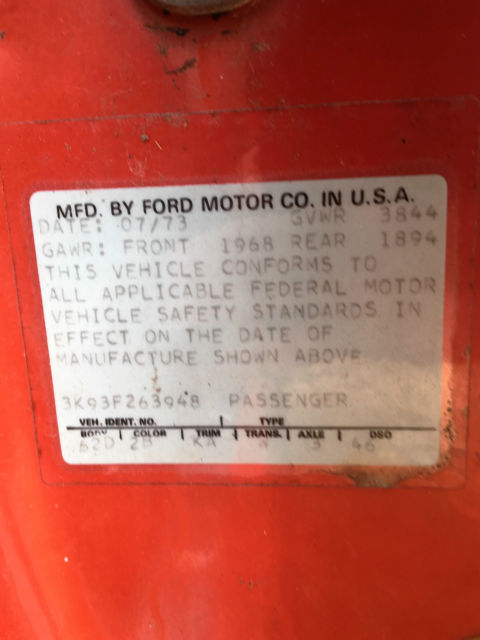 MFD. BY FORD MOTOR CO. IN U.S.A.
DATE: 07/73 GVWR 3844
GAWR: FRONT 1968 REAR 1894
THIS VEHICLE CONFORMS TO
ALL APPLICABLE FEDERAL MOTOR
VEHICLE SAFETY STANDARDS IN
EFFECT ON THE DATE OF
MANUFACTURE SHOWN ABOVE
3K93F263948 PASSENGER
VEH. IDENT. NO. TYPE
BODY COLOR TRIM TRANS. AXLE DSO
62D 2B 3 46